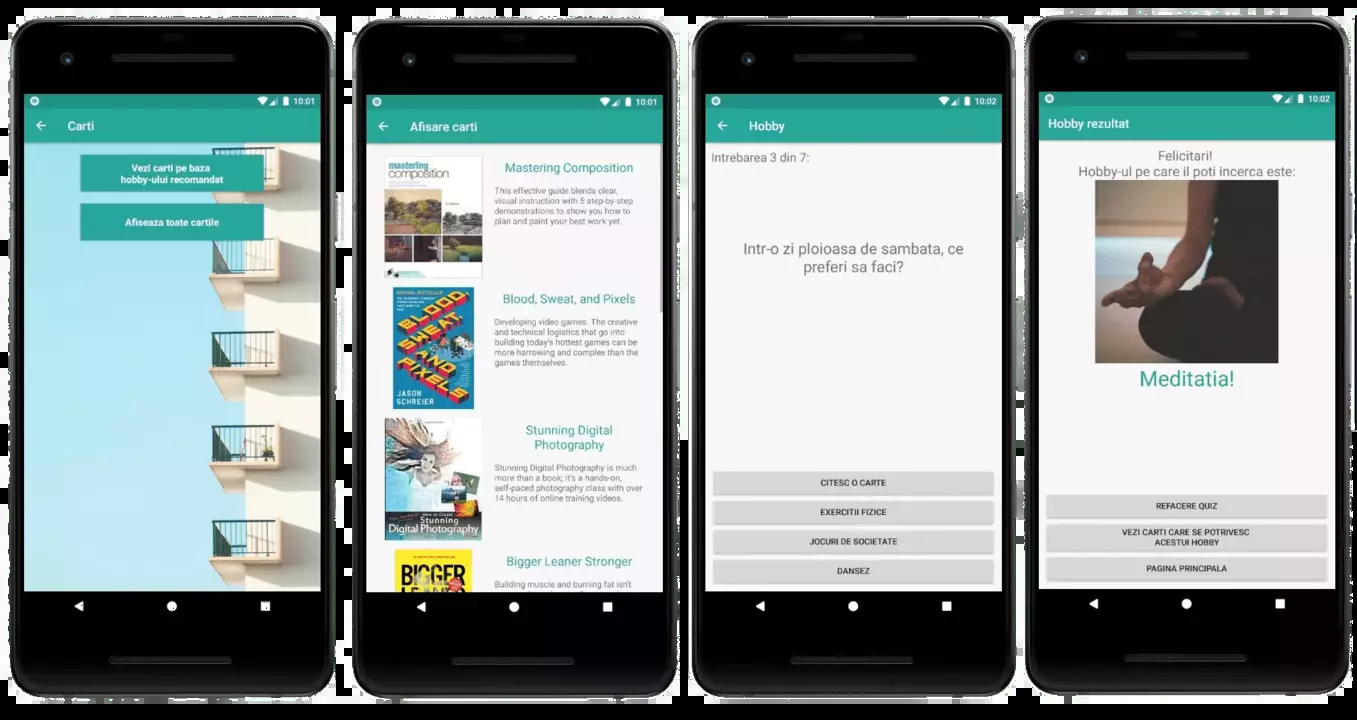 10:01
Carti
Vezi carti pe baza
hobby-ului recomandat
Afiseaza toate cartile
10:01
Afisare carti
mastering
composition
Mastering Composition
This effective guide blends clear,
visual instruction with 5 step-by-step
demonstrations to show you how to
plan and paint your best work yet.
BLOOD,
SWEAT,
AND
PIXELS
JASON
SCHREIER
Blood, Sweat, and Pixels
Developing video games. The creative
and technical logistics that go into
building today's hottest games can be
more harrowing and complex than the
games themselves.
How to Create
Stunning
Digital Photography
Stunning Digital
Photography
Stunning Digital Photography is much
more than a book; it's a hands-on,
self-paced photography class with over
14 hours of online training videos.
BIGGER
Bigger Leaner Stronger
Building muscle and burning fat isn't
10:02
Hobby
Intrebarea 3 din 7:
Intr-o zi ploioasa de sambata, ce
preferi sa faci?
CITESC O CARTE
EXERCITII FIZICE
JOCURI DE SOCIETATE
DANSEZ
10:02
Hobby rezultat
Felicitari!
Hobby-ul pe care il poti incerca este:
Meditatia!
REFACERE QUIZ
VEZI CARTI CARE SE POTRIVESC
ACESTUI HOBBY
PAGINA PRINCIPALA